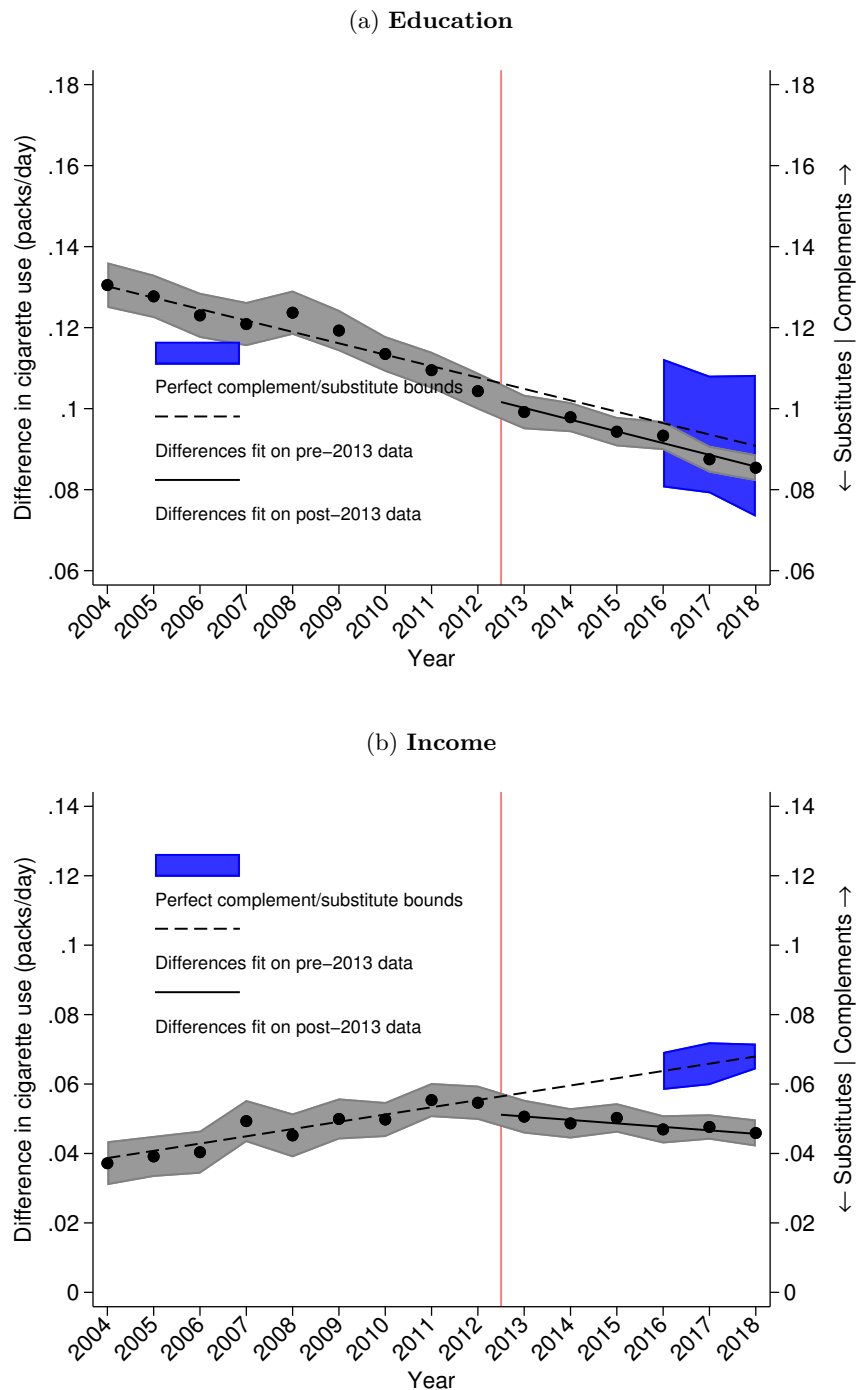 (a) Education
.18
.16
.14
.12
.1
.08
.06
Difference in cigarette use (packs/day)
Perfect complement/substitute bounds
Differences fit on pre−2013 data
Differences fit on post−2013 data
.18
.16
.14
.12
.1
.08
.06
← Substitutes | Complements →
2004 2005 2006 2007 2008 2009 2010 2011 2012 2013 2014 2015 2016 2017 2018
Year
(b) Income
.14
.12
.1
.08
.06
.04
.02
0
Difference in cigarette use (packs/day)
Perfect complement/substitute bounds
Differences fit on pre−2013 data
Differences fit on post−2013 data
.14
.12
.1
.08
.06
.04
.02
0
← Substitutes | Complements →
2004 2005 2006 2007 2008 2009 2010 2011 2012 2013 2014 2015 2016 2017 2018
Year